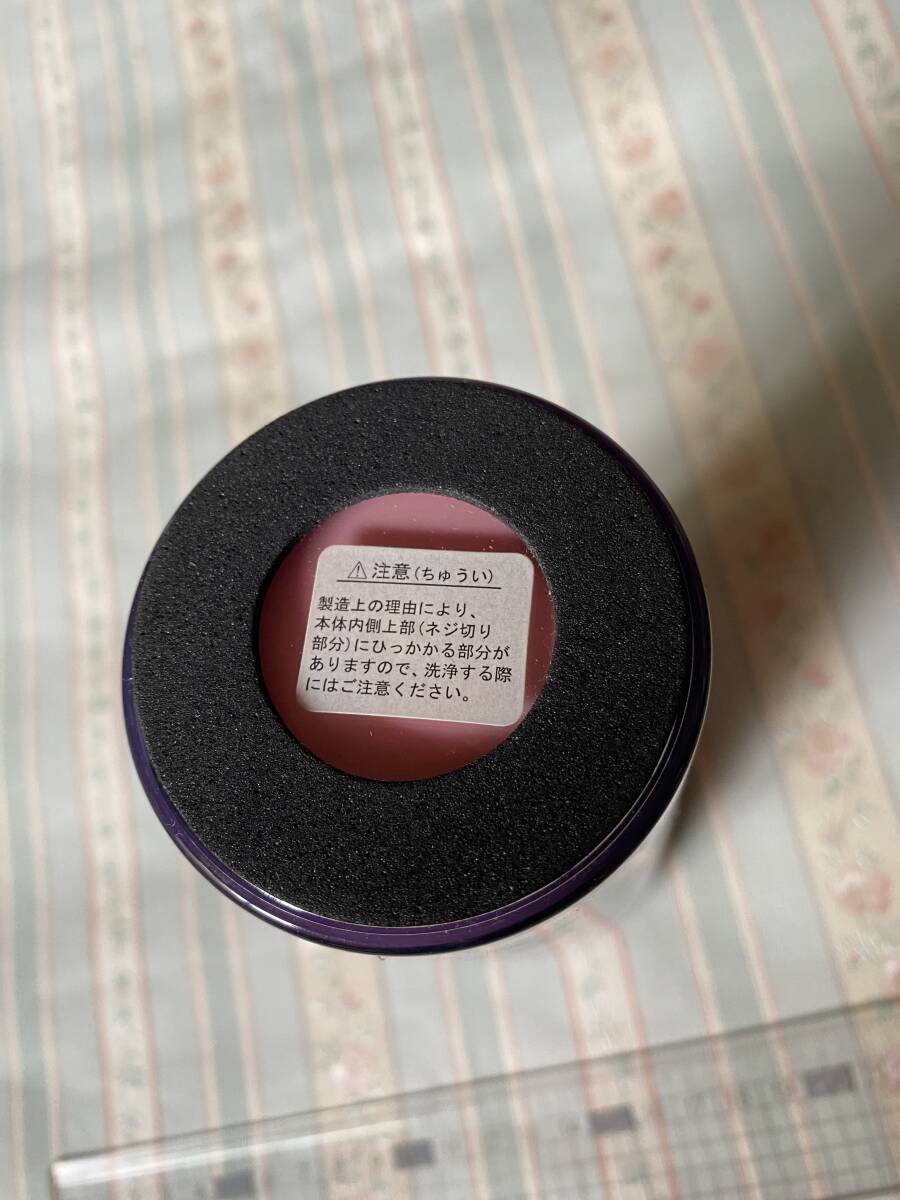 ⚠ 注意(ちゅうい)
製造上の理由により、
本体内側上部(ネジ切り
部分)にひっかかる部分が
ありますので、洗浄する際
にはご注意ください。